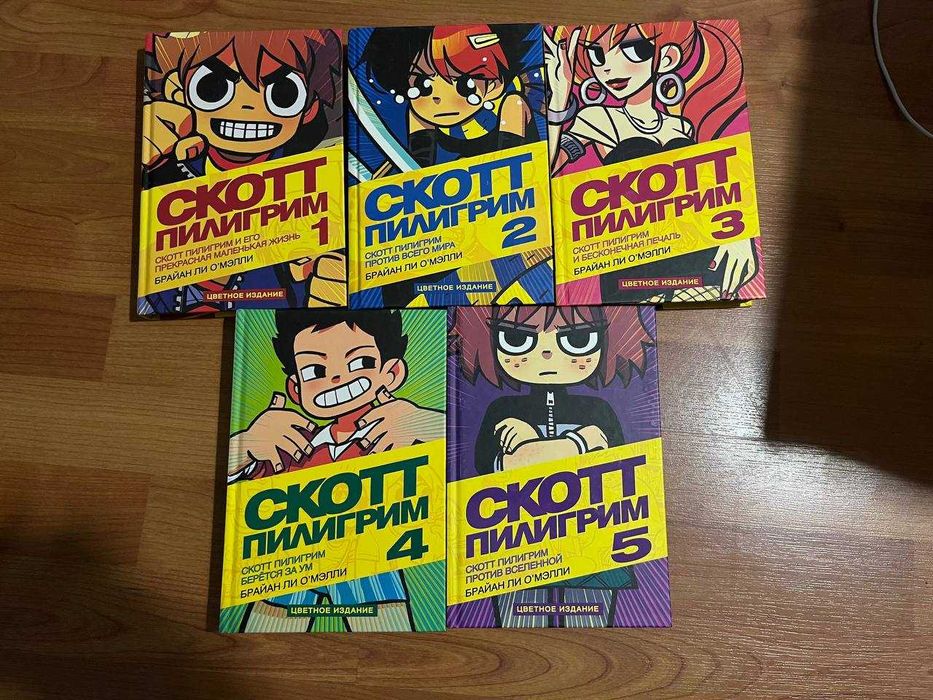 СКОТТ
ПИЛИГРИМ
СКОТТ ПИЛИГРИМ И ЕГО
ПРЕКРАСНАЯ МАЛЕНЬКАЯ ЖИЗНЬ
1
БРАЙАН ЛИ О'МЭЛЛИ
ЦВЕТНОЕ ИЗДАНИЕ
СКОТТ
ПИЛИГРИМ
СКОТТ ПИЛИГРИМ
ПРОТИВ ВСЕГО МИРА
2
БРАЙАН ЛИ О'МЭЛЛИ
ЦВЕТНОЕ ИЗДАНИЕ
СКОТТ
ПИЛИГРИМ
СКОТТ ПИЛИГРИМ
И БЕСКОНЕЧНАЯ ПЕЧАЛЬ
3
БРАЙАН ЛИ О'МЭЛЛИ
ЦВЕТНОЕ ИЗДАНИЕ
СКОТТ
ПИЛИГРИМ
СКОТТ ПИЛИГРИМ
БЕРЁТСЯ ЗА УМ
4
БРАЙАН ЛИ О'МЭЛЛИ
ЦВЕТНОЕ ИЗДАНИЕ
СКОТТ
ПИЛИГРИМ
СКОТТ ПИЛИГРИМ
ПРОТИВ ВСЕЛЕННОЙ
5
БРАЙАН ЛИ О'МЭЛЛИ
ЦВЕТНОЕ ИЗДАНИЕ